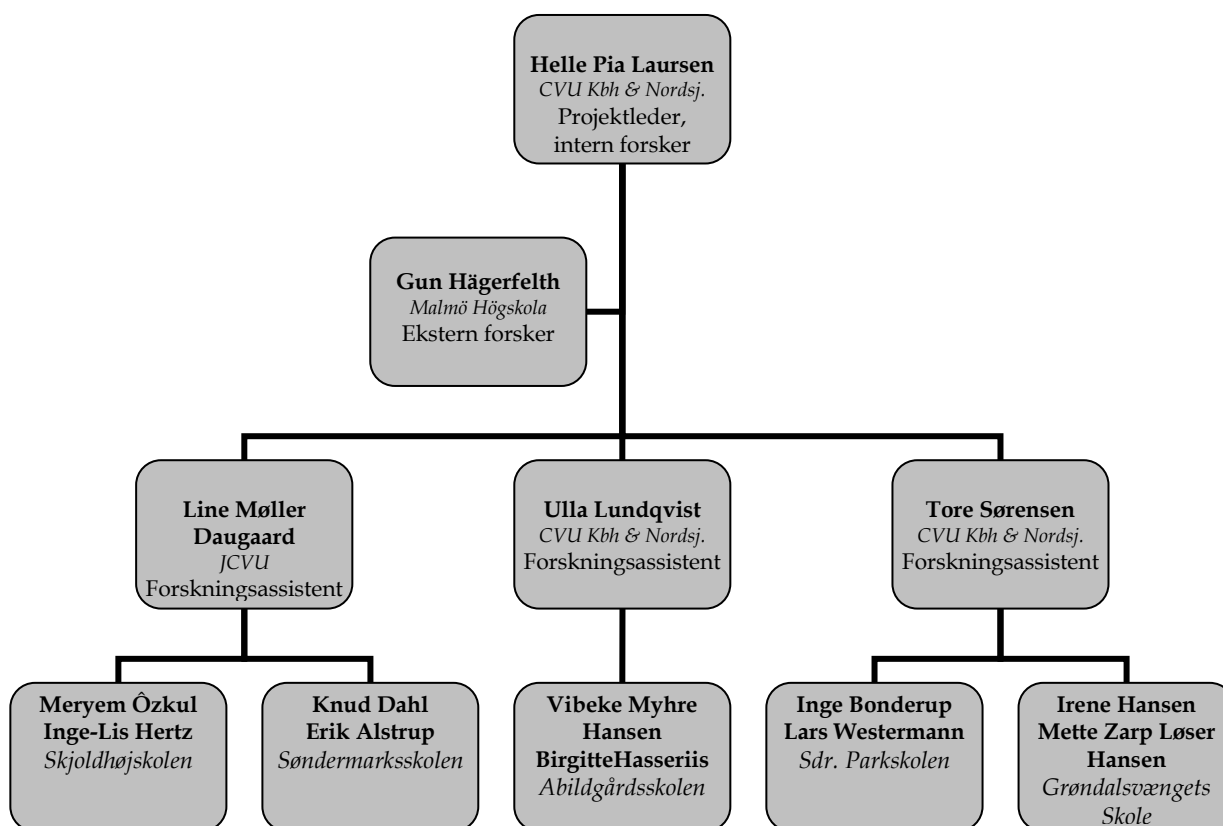 Helle Pia Laursen
CVU Kbh & Nordsj.
Projektleder,
intern forsker
Gun Hägerfelth
Malmö Högskola
Ekstern forsker
Line Møller
Daugaard
JCVU
Forskningsassistent
Ulla Lundqvist
CVU Kbh & Nordsj.
Forskningsassistent
Tore Sørensen
CVU Kbh & Nordsj.
Forskningsassistent
Meryem Ôzkul
Inge-Lis Hertz
Skjoldhøjskolen
Knud Dahl
Erik Alstrup
Søndermarksskolen
Vibeke Myhre
Hansen
BirgitteHasseriis
Abildgårdsskolen
Inge Bonderup
Lars Westermann
Sdr. Parkskolen
Irene Hansen
Mette Zarp Løser
Hansen
Grøndalsvængets
Skole